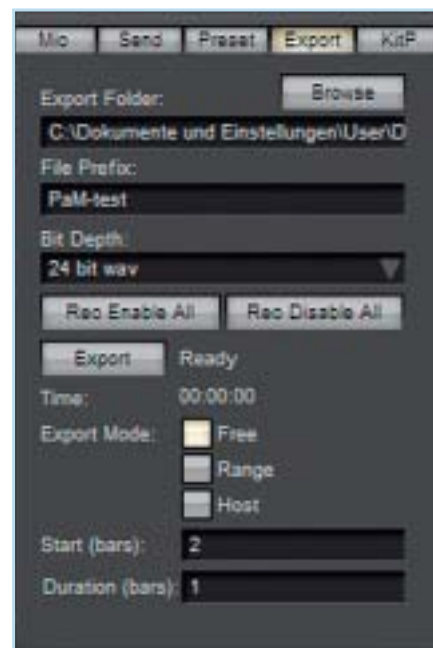 Mic Send Preset Export KitP
Export Folder: Browse
C:\Dokumente und Einstellungen\User\D
File Prefix:
PaM-test
Bit Depth:
24 bit wav
Rec Enable All Rec Disable All
Export Ready
Time: 00:00:00
Export Mode: Free
Range
Host
Start (bars): 2
Duration (bars): 1